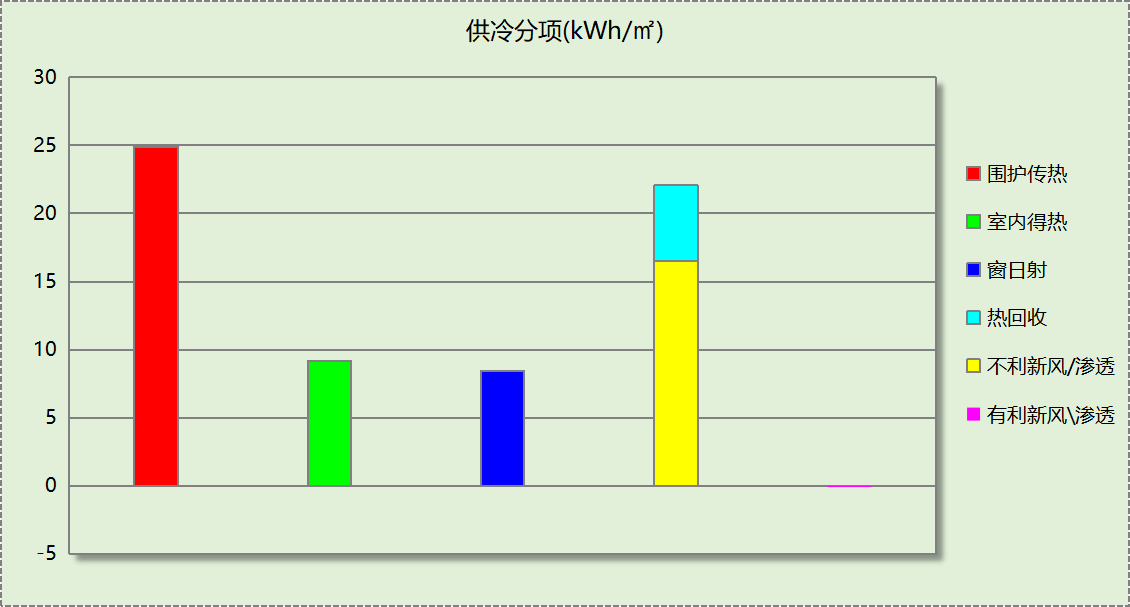 供冷分项(kWh/㎡)
30
25
20
15
10
5
0
-5
围护传热
室内得热
窗日射
热回收
不利新风/渗透
有利新风\渗透